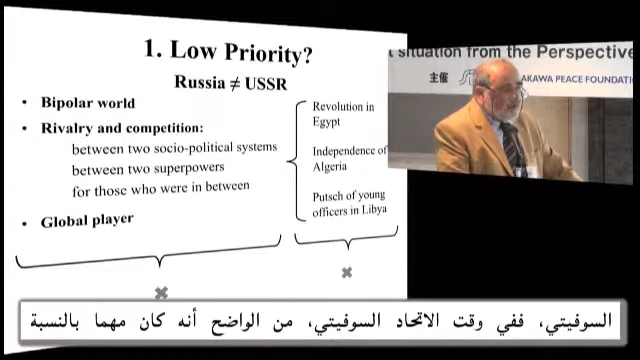 1. Low Priority?
Russia ≠ USSR
• Bipolar world
• Rivalry and competition:
between two socio-political systems
between two superpowers
for those who were in between
• Global player
Revolution in
Egypt
Independence of
Algeria
Putsch of young
officers in Libya
t situation from the Perspective
主催
AKAWA PEACE FOUNDATIO
السوفيتي، ففي وقت الاتحاد السوفيتي، من الواضح أنه كان مهما بالنسبة